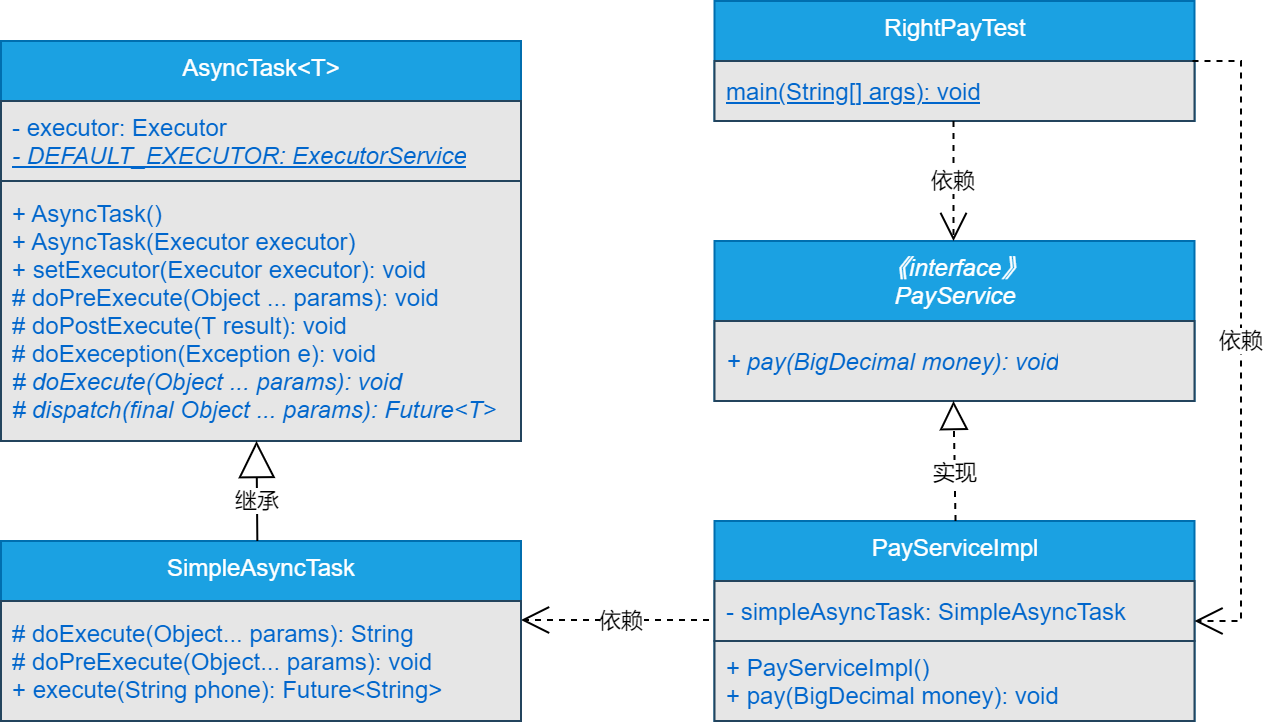 AsyncTask<T>
- executor: Executor
- DEFAULT_EXECUTOR: ExecutorService
+ AsyncTask()
+ AsyncTask(Executor executor)
+ setExecutor(Executor executor): void
# doPreExecute(Object ... params): void
# doPostExecute(T result): void
# doExeception(Exception e): void
# doExecute(Object ... params): void
# dispatch(final Object ... params): Future<T>
继承
SimpleAsyncTask
# doExecute(Object... params): String
# doPreExecute(Object... params): void
+ execute(String phone): Future<String>
依赖
RightPayTest
main(String[] args): void
依赖
《interface》
PayService
+ pay(BigDecimal money): void
依赖
实现
PayServiceImpl
- simpleAsyncTask: SimpleAsyncTask
+ PayServiceImpl()
+ pay(BigDecimal money): void